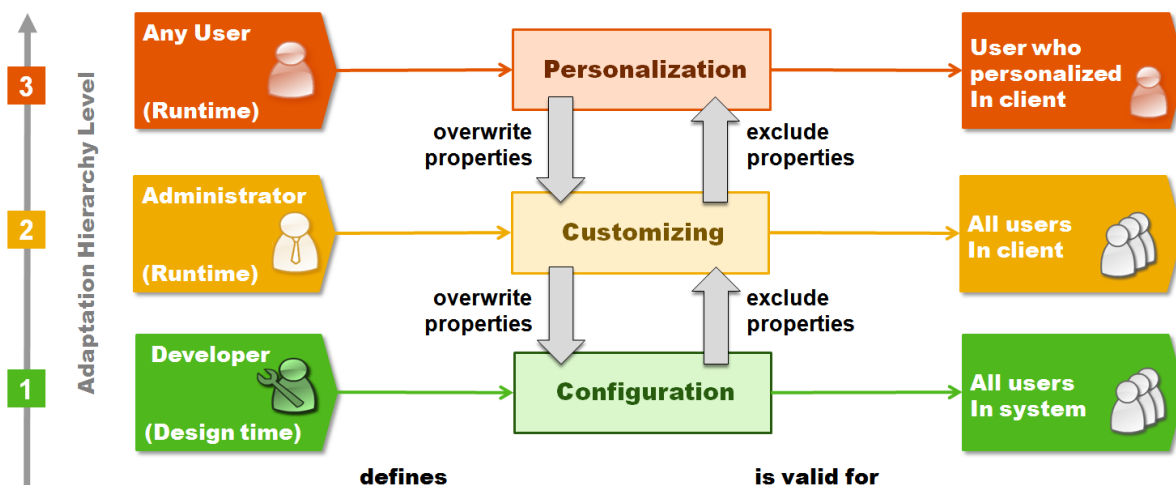 Adaptation Hierarchy Level
3
Any User
(Runtime)
Personalization
User who
personalized
In client
overwrite
properties
exclude
properties
2
Administrator
(Runtime)
Customizing
All users
In client
overwrite
properties
exclude
properties
1
Developer
(Design time)
Configuration
All users
In system
defines
is valid for